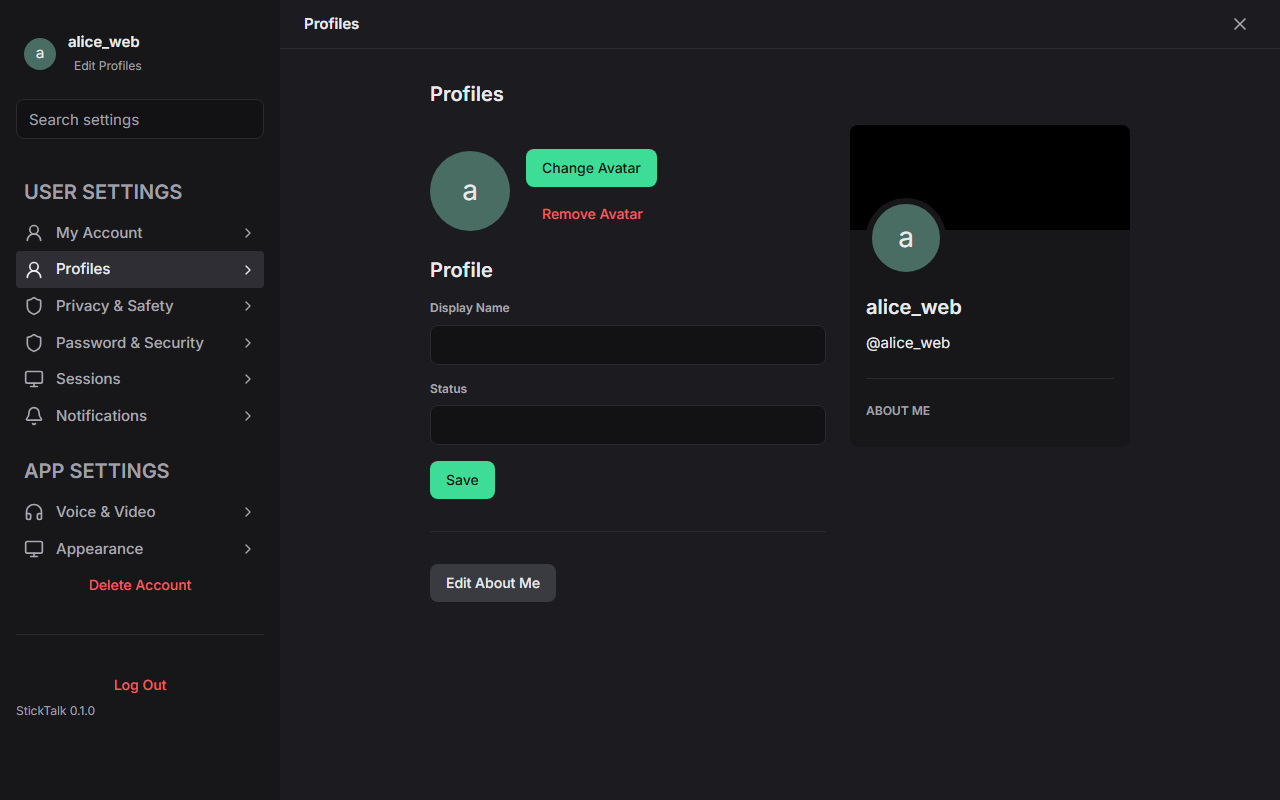 a
alice_web
Edit Profiles
Search settings
USER SETTINGS
My Account
Profiles
Privacy & Safety
Password & Security
Sessions
Notifications
APP SETTINGS
Voice & Video
Appearance
Delete Account
Log Out
StickTalk 0.1.0
Profiles
Profiles
a
Change Avatar
Remove Avatar
Profile
Display Name
Status
Save
Edit About Me
a
alice_web
@alice_web
ABOUT ME